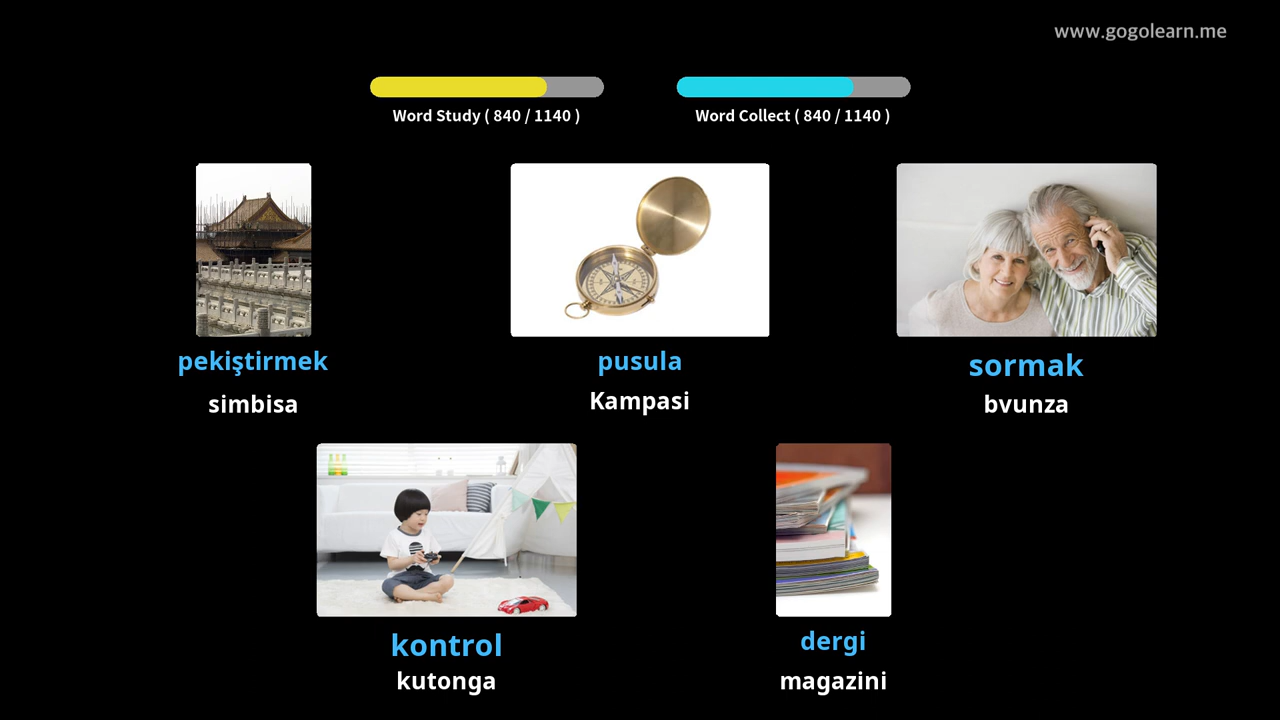 www.gogolearn.me
Word Study ( 840 / 1140 )
Word Collect ( 840 / 1140 )
pekiştirmek
simbisa
pusula
Kampasi
sormak
bvunza
kontrol
kutonga
dergi
magazini